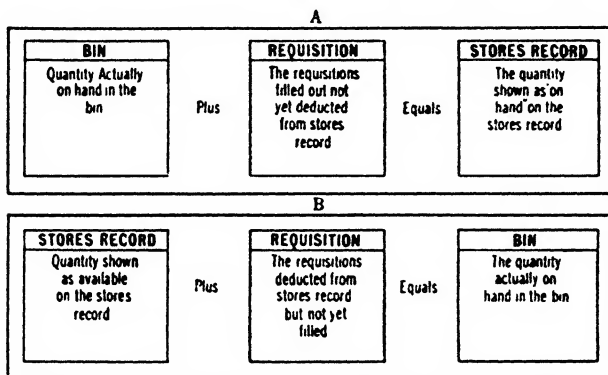 A
BIN
Quantity Actually
on hand in the
bin
Plus
REQUISITION
The requisitions
filled out not
yet deducted
from stores
record
Equals
STORES RECORD
The quantity
shown as "on
hand" on the
stores record
B
STORES RECORD
Quantity shown
as available
on the stores
record
Plus
REQUISITION
The requisitions
deducted from
stores record
but not yet
filled
Equals
BIN
The quantity
actually on
hand in the bin